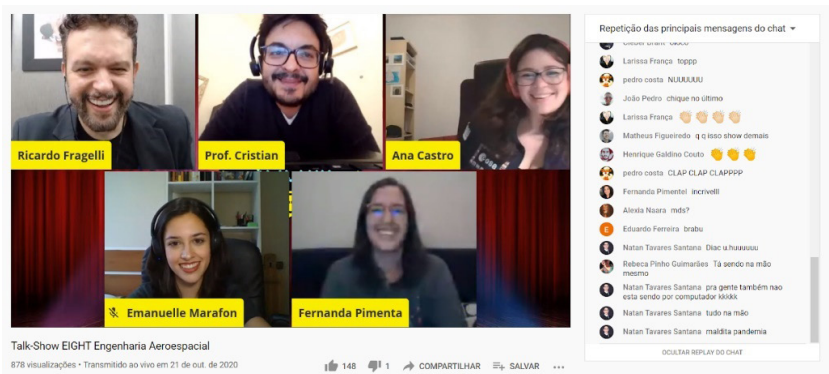 Ricardo Fragelli
Prof. Cristian
Ana Castro
Emanuelle Marafon
Fernanda Pimenta
Talk-Show EIGHT Engenharia Aeroespacial
878 visualizações • Transmitido ao vivo em 21 de out. de 2020
148
1
COMPARTILHAR
SALVAR
Repetição das principais mensagens do chat
Larissa França toppp
pedro costa NUUUUUU
João Pedro chique no último
Larissa França 👏🏻 👏🏻 👏🏻 👏🏻
Matheus Figueiredo q q isso show demais
Henrique Galdino Couto 👏 👏 👏
pedro costa CLAP CLAP CLAPPPP
Fernanda Pimentel incrivelll
Alexia Naara mds?
E Eduardo Ferreira brabu
Natan Tavares Santana Diac u.huuuuuu
Rebeca Pinho Guimarães Tá sendo na mão
mesmo
Natan Tavares Santana pra gente também nao
esta sendo por computador kkkkk
Natan Tavares Santana tudo na mão
Natan Tavares Santana maldita pandemia
OCULTAR REPLAY DO CHAT